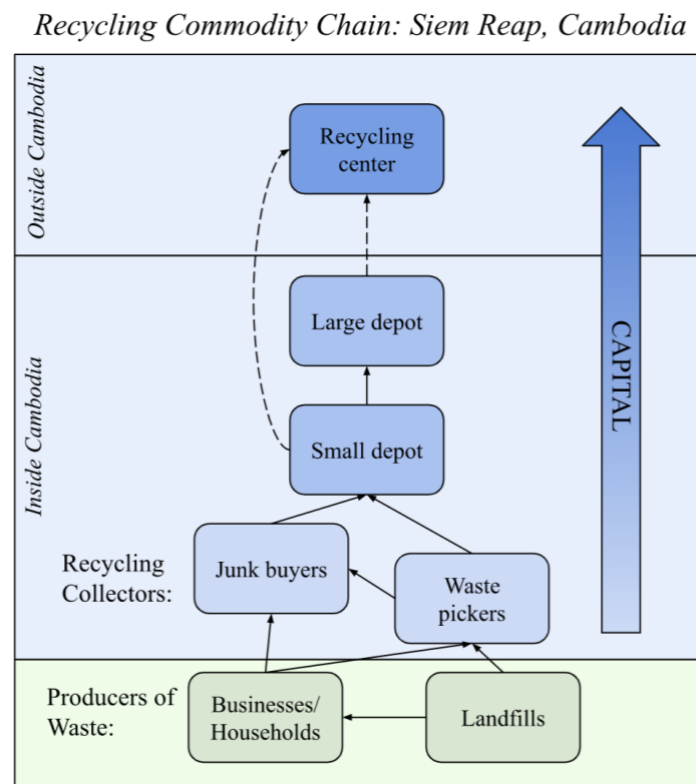 Recycling Commodity Chain: Siem Reap, Cambodia
Outside Cambodia
Recycling
center
Large depot
CAPITAL
Inside Cambodia
Small depot
Recycling
Collectors:
Junk buyers
Waste
pickers
Producers of
Waste:
Businesses/
Households
Landfills